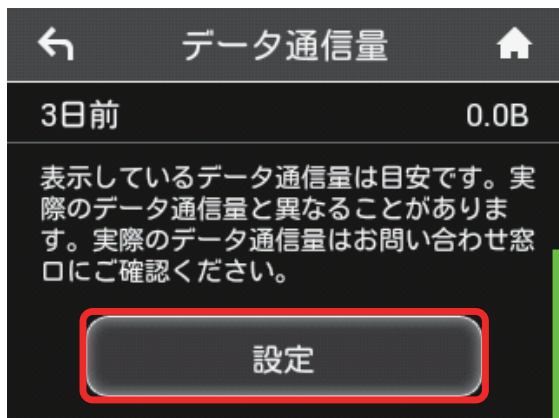 データ通信量
3日前 0.0B
表示しているデータ通信量は目安です。実
際のデータ通信量と異なることがありま
す。実際のデータ通信量はお問い合わせ窓
口にご確認ください。
設定